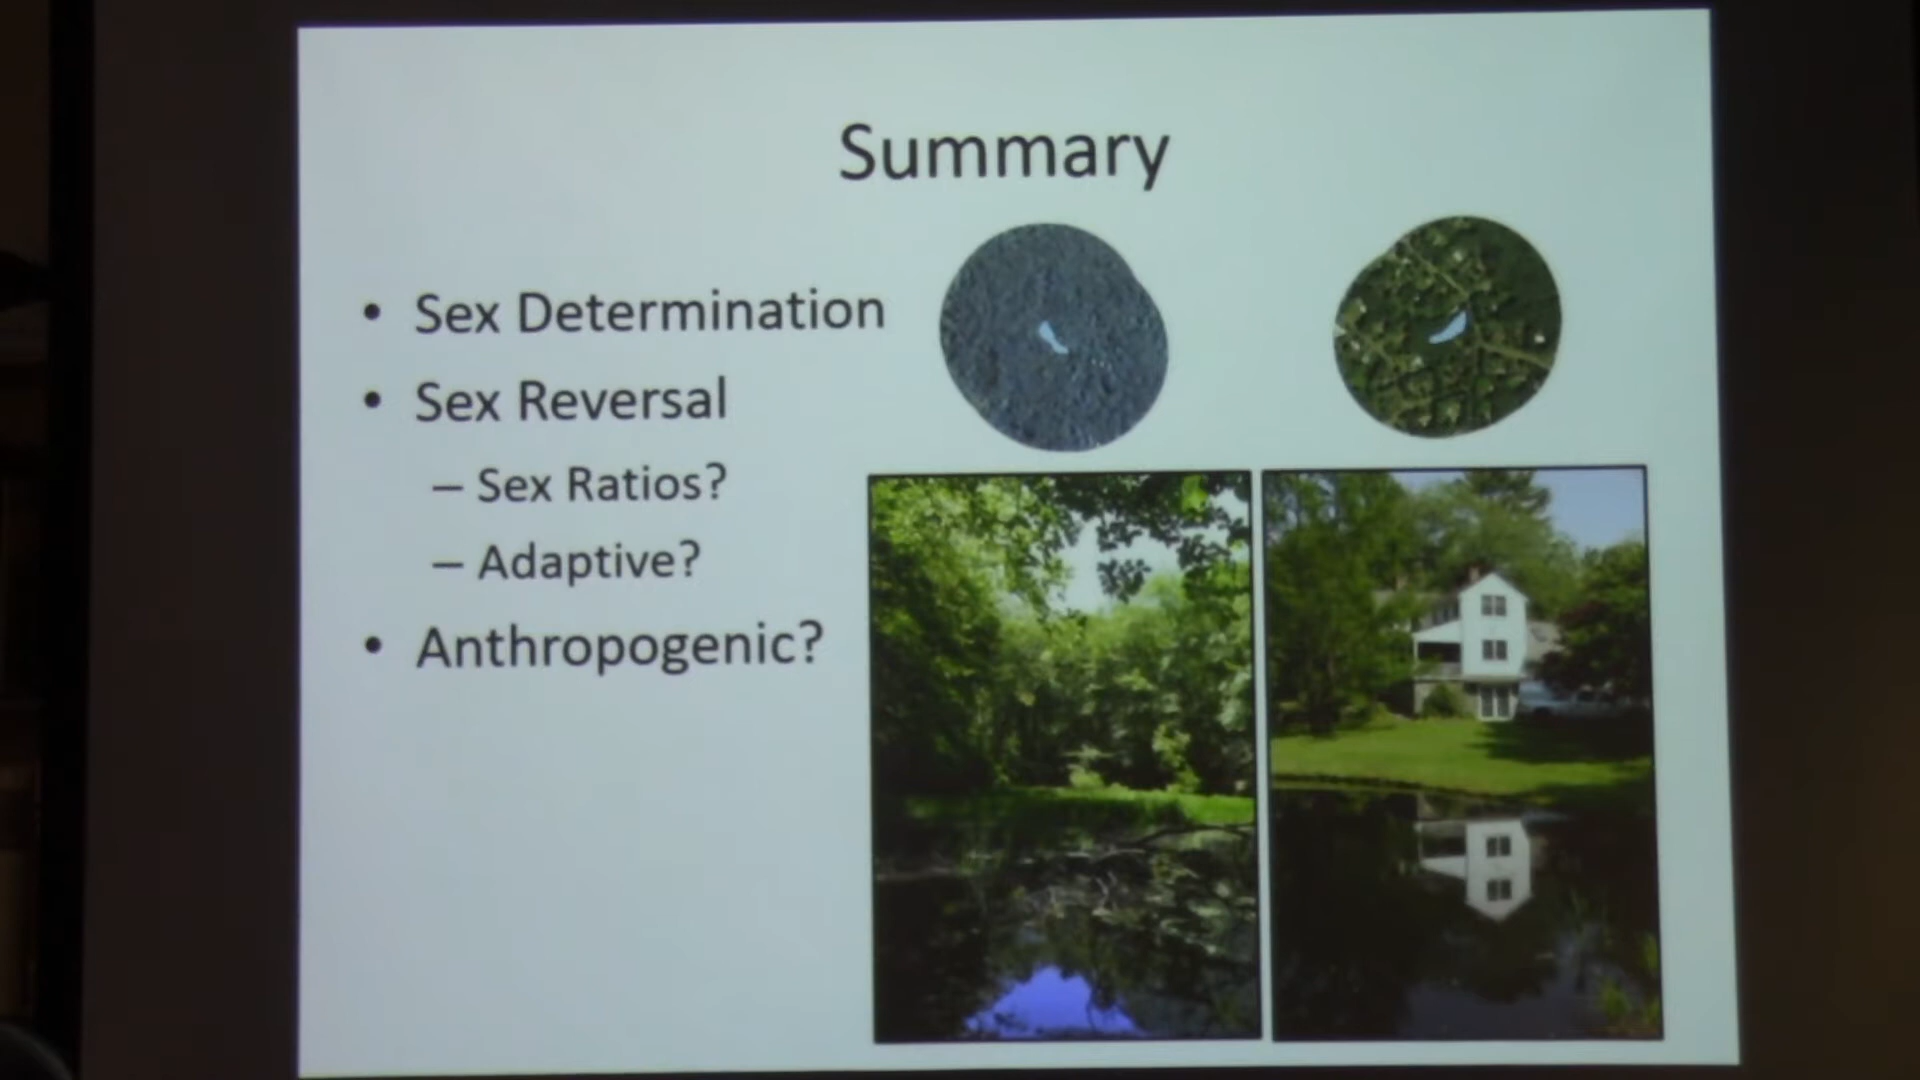 Summary
• Sex Determination
• Sex Reversal
– Sex Ratios?
– Adaptive?
• Anthropogenic?